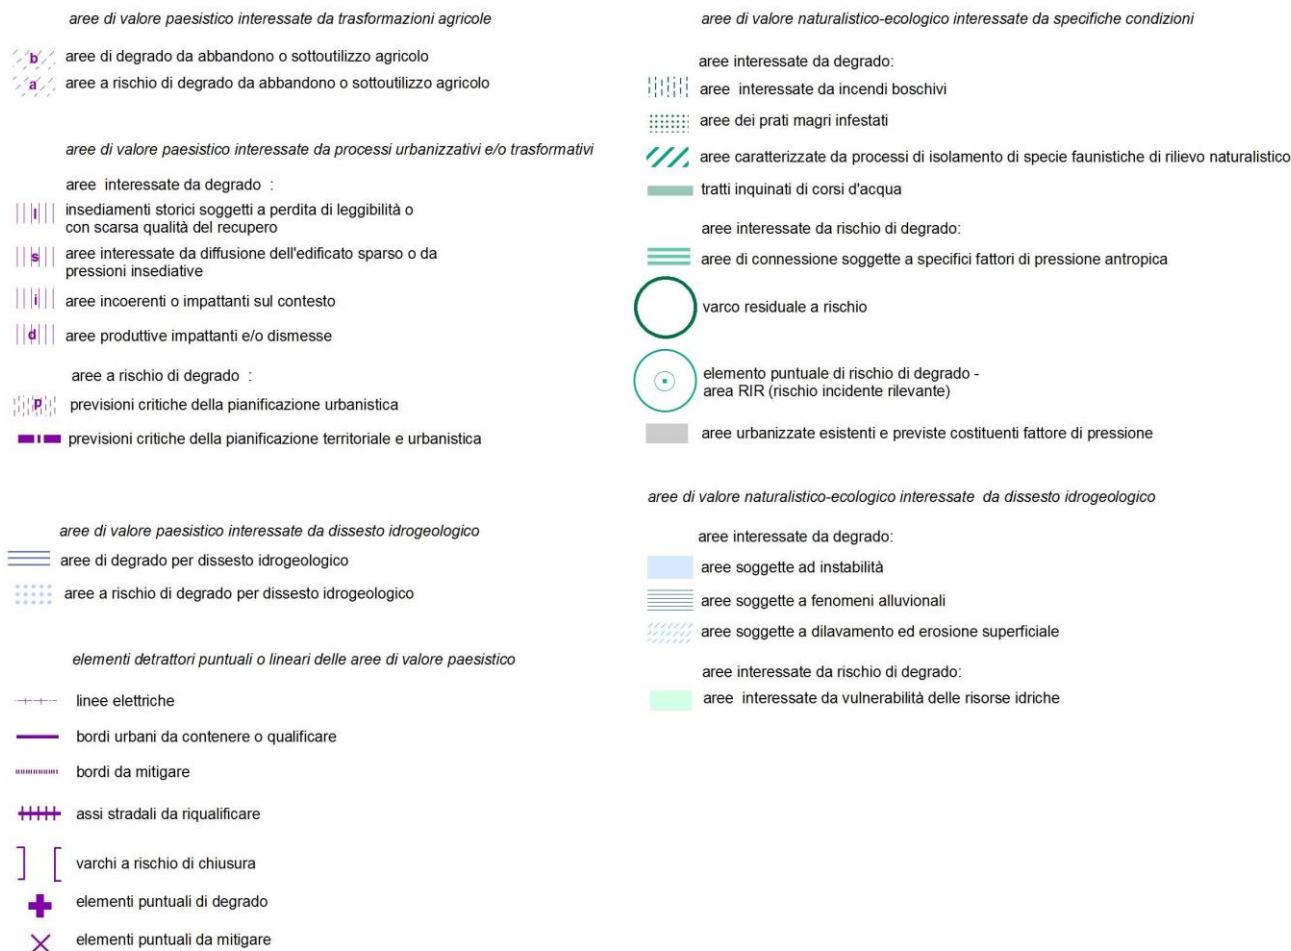 aree di valore paesistico interessate da trasformazioni agricole
b aree di degrado da abbandono o sottoutilizzo agricolo
a aree a rischio di degrado da abbandono o sottoutilizzo agricolo
aree di valore paesistico interessate da processi urbanizzativi e/o trasformativi
aree interessate da degrado :
l insediamenti storici soggetti a perdita di leggibilità o
con scarsa qualità del recupero
s aree interessate da diffusione dell'edificato sparso o da
pressioni insediative
i aree incoerenti o impattanti sul contesto
d aree produttive impattanti e/o dismesse
aree a rischio di degrado :
p previsioni critiche della pianificazione urbanistica
previsioni critiche della pianificazione territoriale e urbanistica
aree di valore paesistico interessate da dissesto idrogeologico
aree di degrado per dissesto idrogeologico
aree a rischio di degrado per dissesto idrogeologico
elementi detrattori puntuali o lineari delle aree di valore paesistico
linee elettriche
bordi urbani da contenere o qualificare
bordi da mitigare
assi stradali da riqualificare
varchi a rischio di chiusura
elementi puntuali di degrado
elementi puntuali da mitigare
aree di valore naturalistico-ecologico interessate da specifiche condizioni
aree interessate da degrado:
aree interessate da incendi boschivi
aree dei prati magri infestati
aree caratterizzate da processi di isolamento di specie faunistiche di rilievo naturalistico
tratti inquinati di corsi d'acqua
aree interessate da rischio di degrado:
aree di connessione soggette a specifici fattori di pressione antropica
varco residuale a rischio
elemento puntuale di rischio di degrado -
area RIR (rischio incidente rilevante)
aree urbanizzate esistenti e previste costituenti fattore di pressione
aree di valore naturalistico-ecologico interessate da dissesto idrogeologico
aree interessate da degrado:
aree soggette ad instabilità
aree soggette a fenomeni alluvionali
aree soggette a dilavamento ed erosione superficiale
aree interessate da rischio di degrado:
aree interessate da vulnerabilità delle risorse idriche